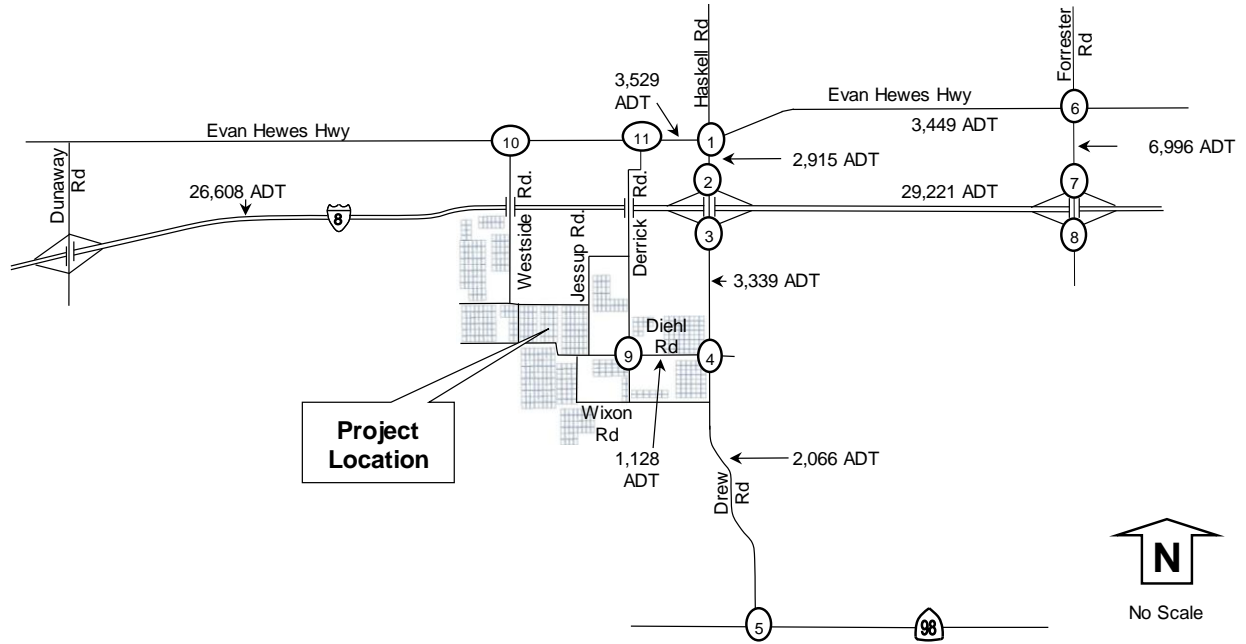 Haskell Rd
Forrester
Rd
3,529
ADT
Evan Hewes Hwy
6
3,449 ADT
Evan Hewes Hwy
10
11
1
6,996 ADT
2,915 ADT
Dunaway
Rd
26,608 ADT
8
Westside Rd.
Jessup Rd.
Derrick Rd.
2
29,221 ADT
7
3
8
3,339 ADT
Diehl
Rd
9
4
Project
Location
Wixon
Rd
1,128
ADT
2,066 ADT
Drew
Rd
N
No Scale
5
98